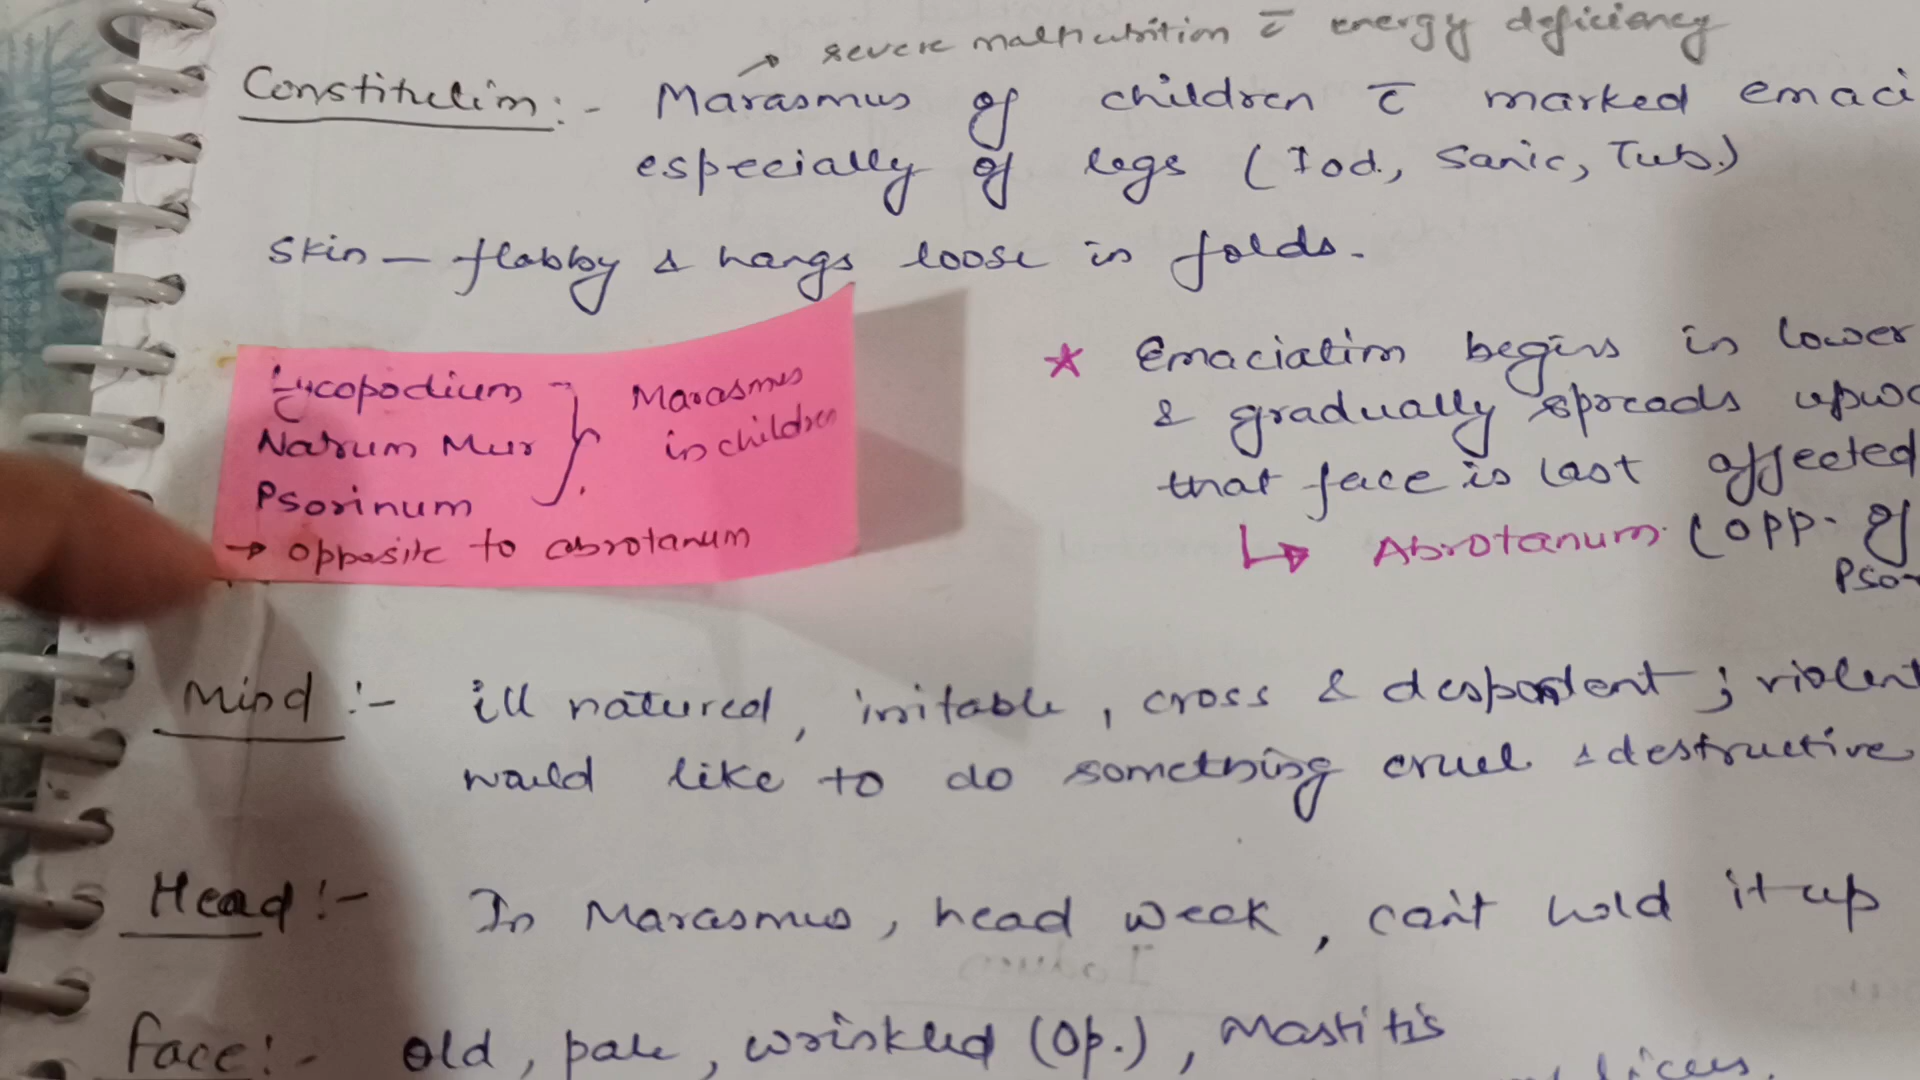 severe malnutrition c̄ energy deficiency
Constitution:- Marasmus of children c̄ marked emaci
especially of legs (Iod., Sanic, Tub.)
Skin – flabby & hangs loose in folds.
Lycopodium
Natrum Mur
Psorinum
Marasmus
in children
→ opposite to abrotanum
★ Emaciation begins in lower
& gradually spreads upwa
that face is last affected
↳ Abrotanum (opp. of
Psor
Mind :- ill natured, irritable, cross & despondent ; violent
would like to do something cruel & destructive
Head :- In Marasmus, head weak, can't hold it up
Face :- old, pale, wrinkled (Op.), Mastitis